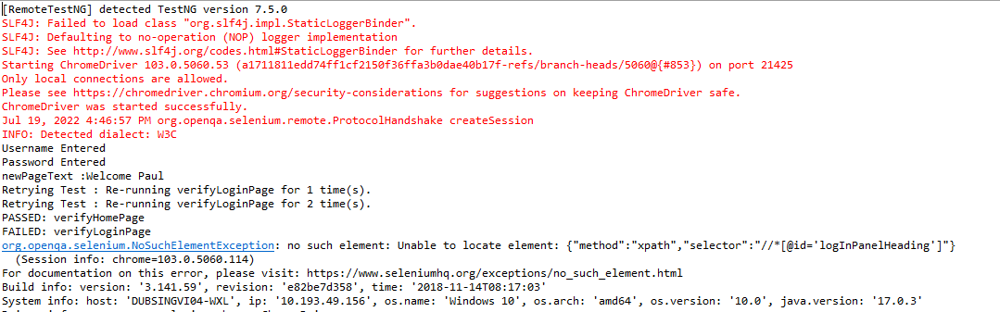 [RemoteTestNG] detected TestNG version 7.5.0
SLF4J: Failed to load class "org.slf4j.impl.StaticLoggerBinder".
SLF4J: Defaulting to no-operation (NOP) logger implementation
SLF4J: See http://www.slf4j.org/codes.html#StaticLoggerBinder for further details.
Starting ChromeDriver 103.0.5060.53 (a1711811edd74ff1cf2150f36ffa3b0dae40b17f-refs/branch-heads/5060@{#853}) on port 21425
Only local connections are allowed.
Please see https://chromedriver.chromium.org/security-considerations for suggestions on keeping ChromeDriver safe.
ChromeDriver was started successfully.
Jul 19, 2022 4:46:57 PM org.openqa.selenium.remote.ProtocolHandshake createSession
INFO: Detected dialect: W3C
Username Entered
Password Entered
newPageText :Welcome Paul
Retrying Test : Re-running verifyLoginPage for 1 time(s).
Retrying Test : Re-running verifyLoginPage for 2 time(s).
PASSED: verifyHomePage
FAILED: verifyLoginPage
org.openqa.selenium.NoSuchElementException: no such element: Unable to locate element: {"method":"xpath","selector":"//*[@id='logInPanelHeading']"}
  (Session info: chrome=103.0.5060.114)
For documentation on this error, please visit: https://www.seleniumhq.org/exceptions/no_such_element.html
Build info: version: '3.141.59', revision: 'e82be7d358', time: '2018-11-14T08:17:03'
System info: host: 'DUBSINGVI04-WXL', ip: '10.193.49.156', os.name: 'Windows 10', os.arch: 'amd64', os.version: '10.0', java.version: '17.0.3'